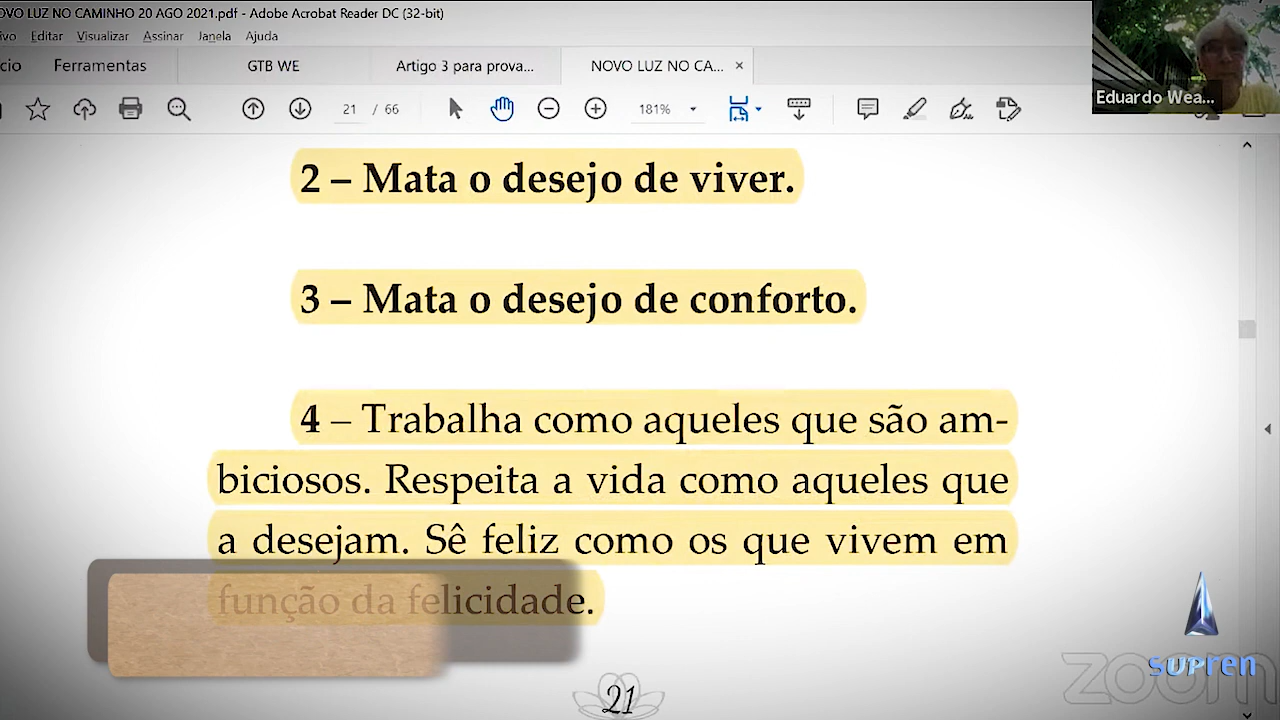 OVO LUZ NO CAMINHO 20 AGO 2021.pdf - Adobe Acrobat Reader DC (32-bit)
ivo Editar Visualizar Assinar Janela Ajuda
cio Ferramentas GTB WE Artigo 3 para prova... NOVO LUZ NO CA... ×
21 / 66 181%
Eduardo Wea...
2 – Mata o desejo de viver.
3 – Mata o desejo de conforto.
4 – Trabalha como aqueles que são am-
biciosos. Respeita a vida como aqueles que
a desejam. Sê feliz como os que vivem em
função da felicidade.
21
SUPREN
zoom